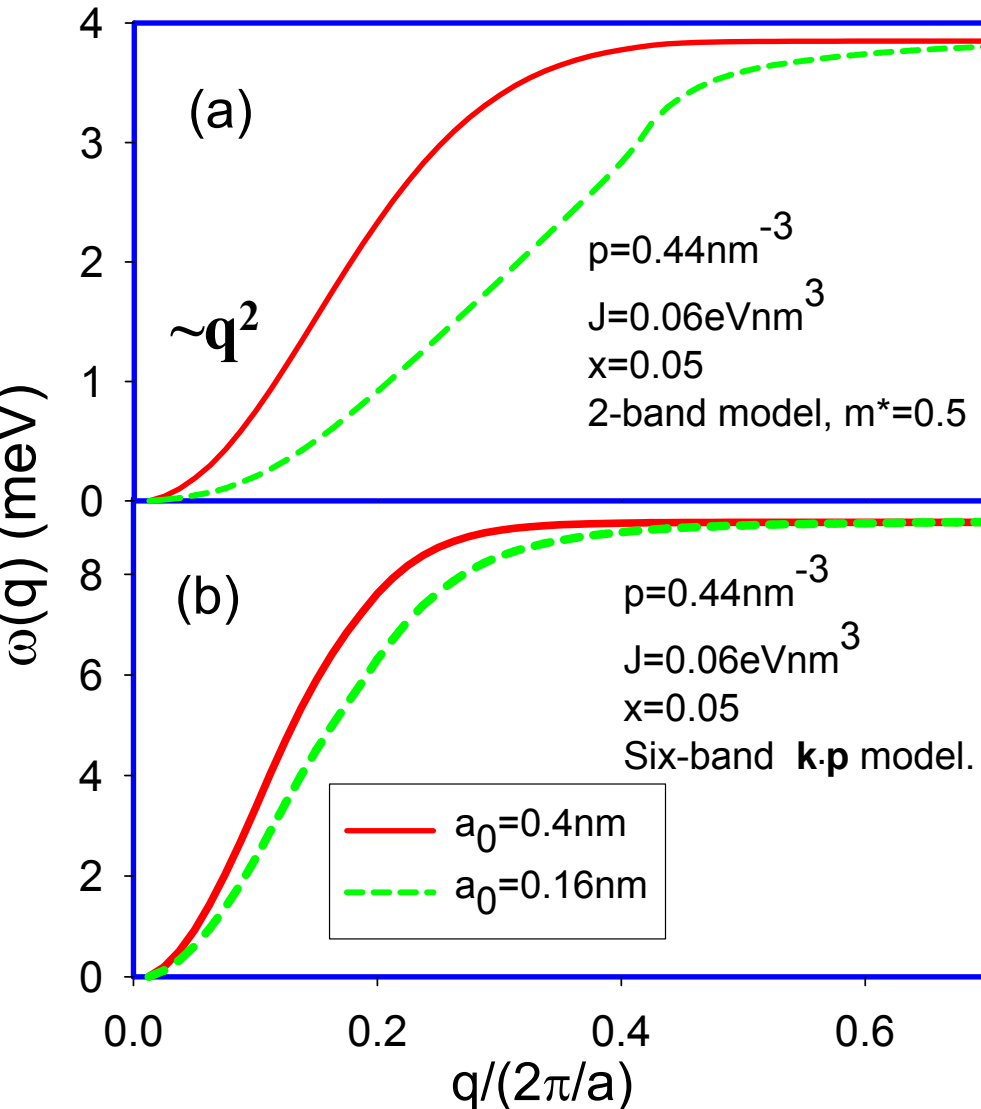 4
3
2
1
0
(a)
~q²
p=0.44nm⁻³
J=0.06eVnm³
x=0.05
2-band model, m*=0.5
ω(q) (meV)
8
6
4
2
0
(b)
p=0.44nm⁻³
J=0.06eVnm³
x=0.05
Six-band k·p model.
a₀=0.4nm
a₀=0.16nm
0.0 0.2 0.4 0.6
q/(2π/a)